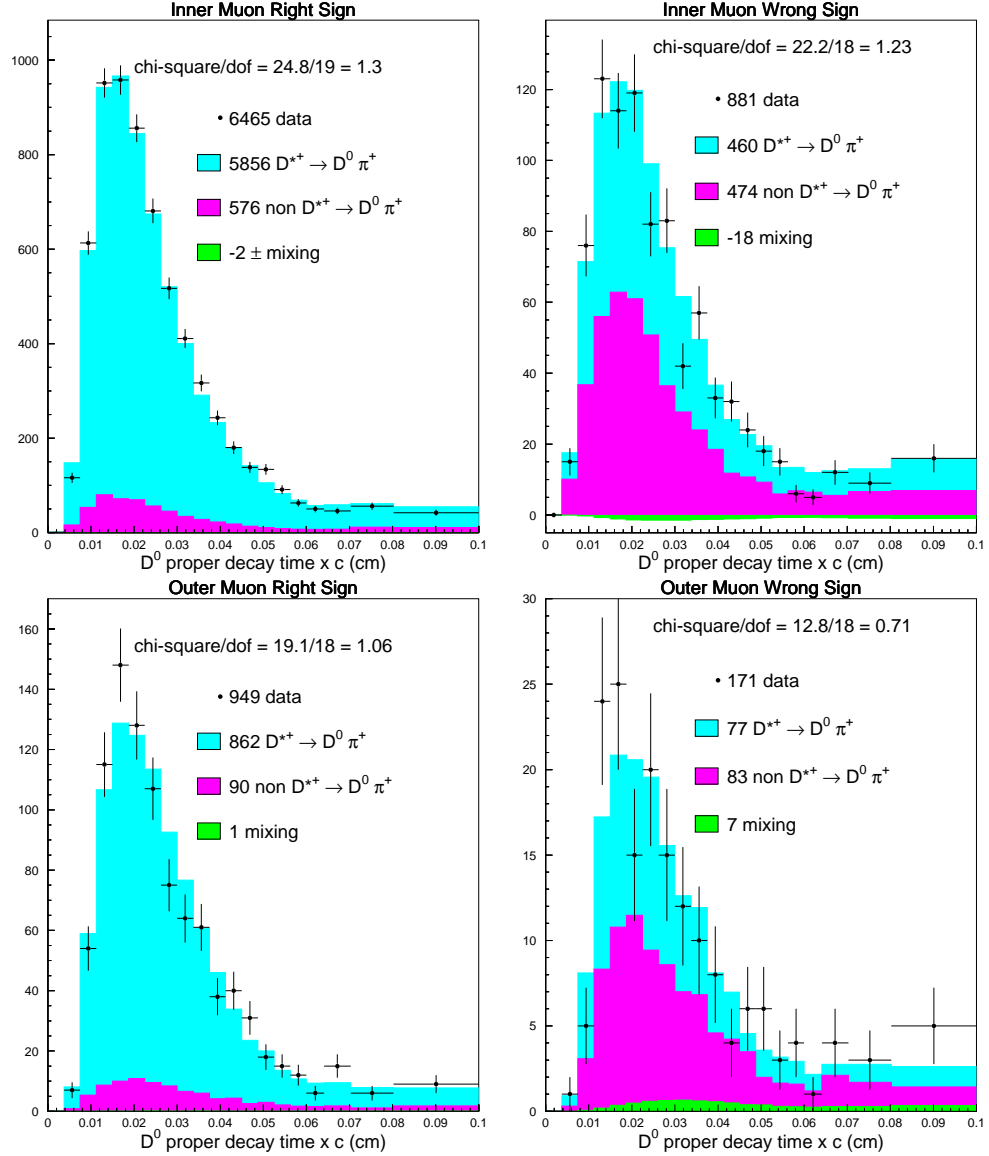 Inner Muon Right Sign
chi-square/dof = 24.8/19 = 1.3
6465 data
5856 D*+ → D0 π+
576 non D*+ → D0 π+
-2 ± mixing
1000
800
600
400
200
0
0 0.01 0.02 0.03 0.04 0.05 0.06 0.07 0.08 0.09 0.1
D0 proper decay time x c (cm)
Inner Muon Wrong Sign
chi-square/dof = 22.2/18 = 1.23
881 data
460 D*+ → D0 π+
474 non D*+ → D0 π+
-18 mixing
120
100
80
60
40
20
0
0 0.01 0.02 0.03 0.04 0.05 0.06 0.07 0.08 0.09 0.1
D0 proper decay time x c (cm)
Outer Muon Right Sign
chi-square/dof = 19.1/18 = 1.06
949 data
862 D*+ → D0 π+
90 non D*+ → D0 π+
1 mixing
160
140
120
100
80
60
40
20
0
0 0.01 0.02 0.03 0.04 0.05 0.06 0.07 0.08 0.09 0.1
D0 proper decay time x c (cm)
Outer Muon Wrong Sign
chi-square/dof = 12.8/18 = 0.71
171 data
77 D*+ → D0 π+
83 non D*+ → D0 π+
7 mixing
30
25
20
15
10
5
0
0 0.01 0.02 0.03 0.04 0.05 0.06 0.07 0.08 0.09 0.1
D0 proper decay time x c (cm)